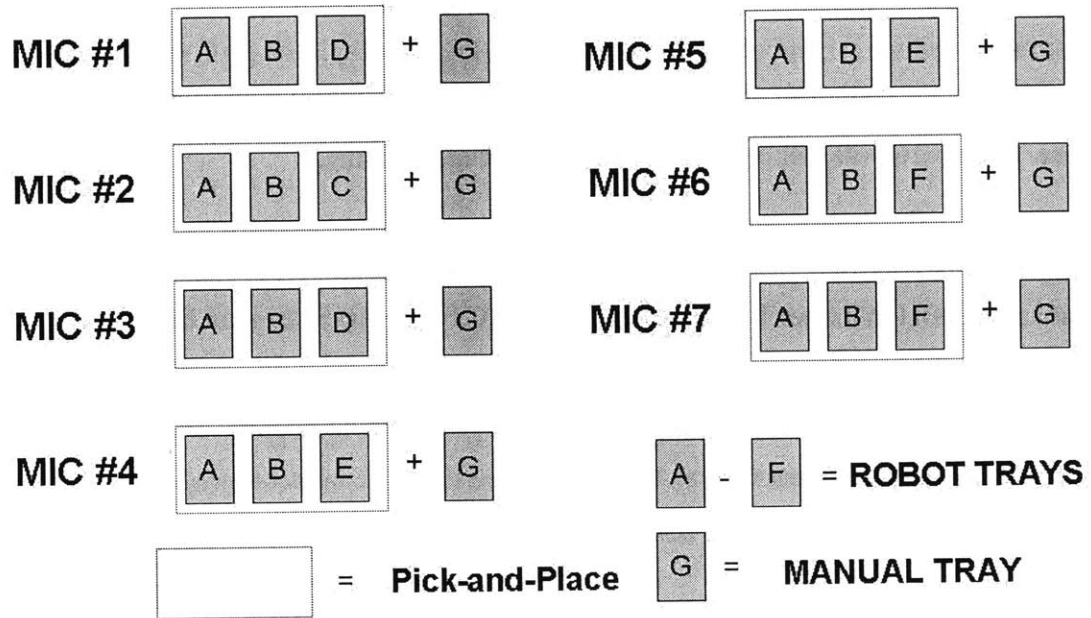 MIC #1 A B D + G
MIC #2 A B C + G
MIC #3 A B D + G
MIC #4 A B E + G
MIC #5 A B E + G
MIC #6 A B F + G
MIC #7 A B F + G
A - F = ROBOT TRAYS
G = MANUAL TRAY
= Pick-and-Place